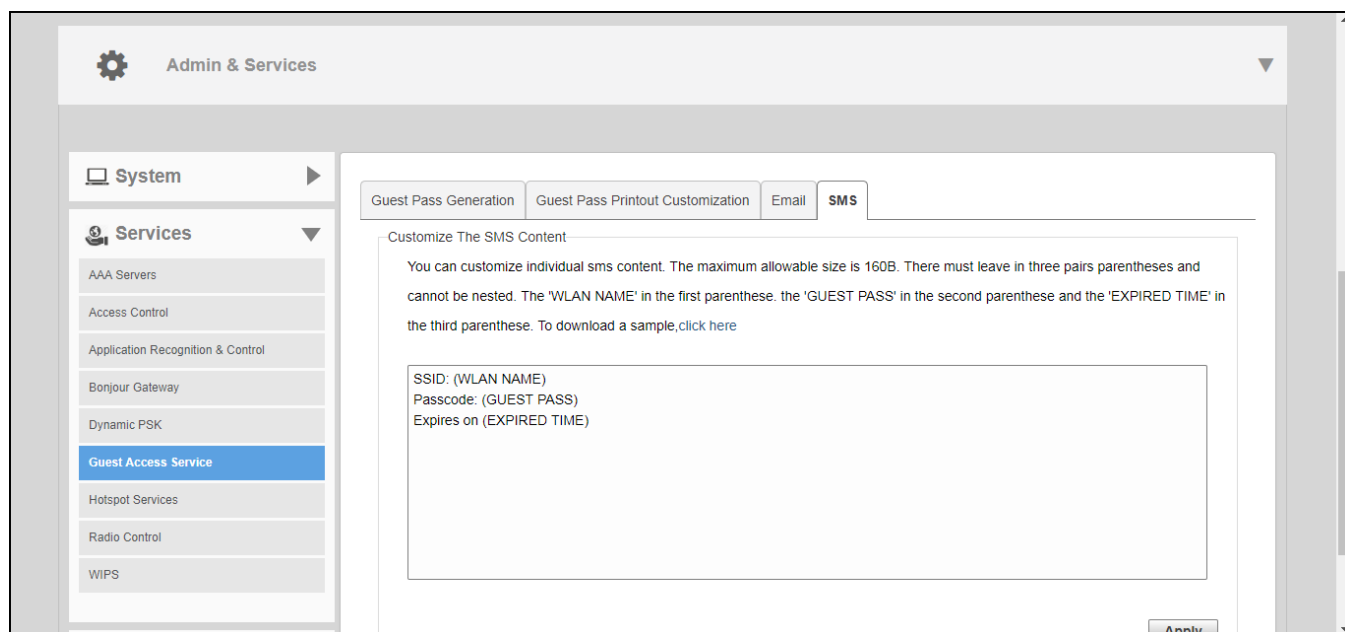 Admin & Services
System
Services
AAA Servers
Access Control
Application Recognition & Control
Bonjour Gateway
Dynamic PSK
Guest Access Service
Hotspot Services
Radio Control
WIPS
Guest Pass Generation
Guest Pass Printout Customization
Email
SMS
Customize The SMS Content
You can customize individual sms content. The maximum allowable size is 160B. There must leave in three pairs parentheses and
cannot be nested. The 'WLAN NAME' in the first parenthese. the 'GUEST PASS' in the second parenthese and the 'EXPIRED TIME' in
the third parenthese. To download a sample,click here
SSID: (WLAN NAME)
Passcode: (GUEST PASS)
Expires on (EXPIRED TIME)
Apply